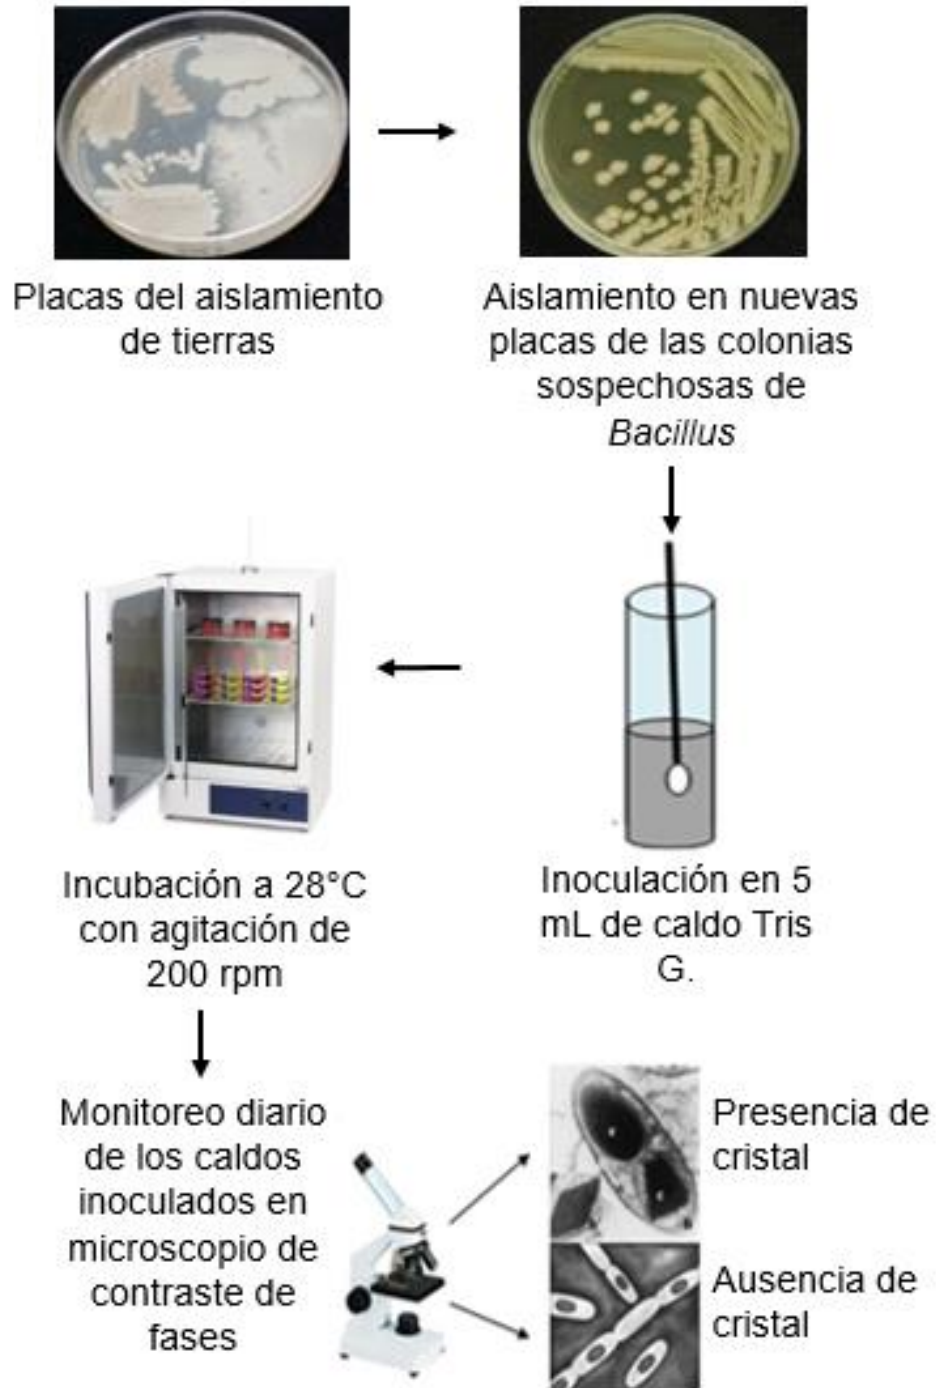 Placas del aislamiento
de tierras
Aislamiento en nuevas
placas de las colonias
sospechosas de
Bacillus
Inoculación en 5
mL de caldo Tris
G.
Incubación a 28°C
con agitación de
200 rpm
Monitoreo diario
de los caldos
inoculados en
microscopio de
contraste de
fases
Presencia de
cristal
Ausencia de
cristal